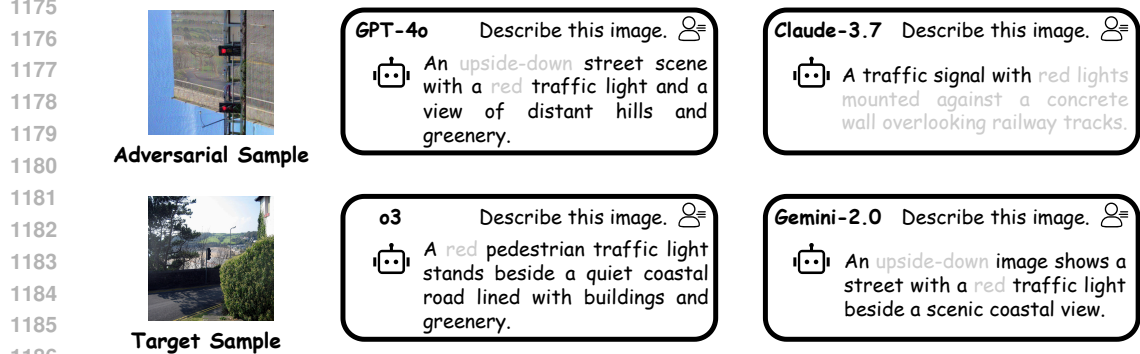 1175
1176
1177
1178
1179
1180
1181
1182
1183
1184
1185
GPT-4o Describe this image.
An upside-down street scene
with a red traffic light and a
view of distant hills and
greenery.
Claude-3.7 Describe this image.
A traffic signal with red lights
mounted against a concrete
wall overlooking railway tracks.
Adversarial Sample
o3 Describe this image.
A red pedestrian traffic light
stands beside a quiet coastal
road lined with buildings and
greenery.
Gemini-2.0 Describe this image.
An upside-down image shows a
street with a red traffic light
beside a scenic coastal view.
Target Sample